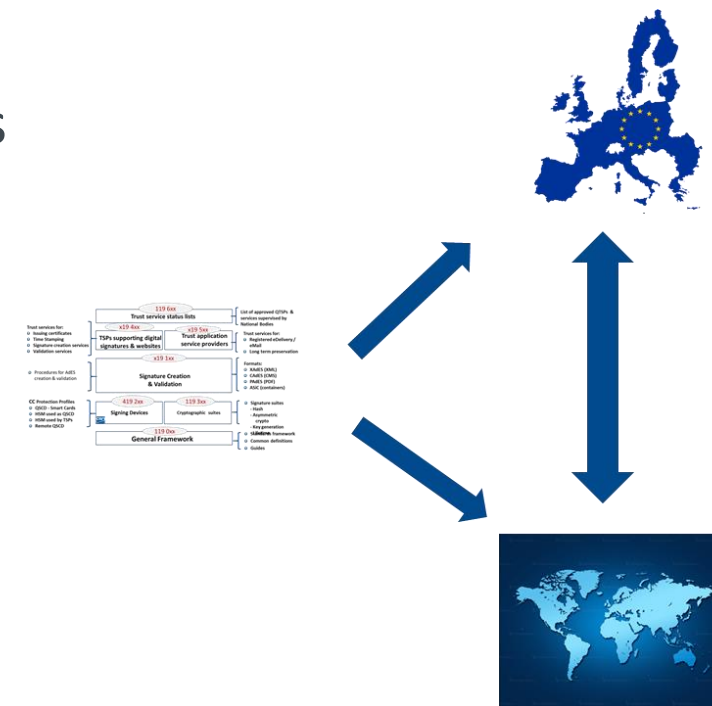 s
119 6xx
Trust service status lists
List of approved QTSPs &
services supervised by
National Bodies
Trust services for:
Issuing certificates
Time Stamping
Signature creation services
Validation services
x19 4xx
TSPs supporting digital
signatures & websites
x19 5xx
Trust application
service providers
Trust services for:
Registered eDelivery/
eMail
Long term preservation
Procedures for AdES
creation & validation
x19 1xx
Signature Creation
& Validation
Formats:
XAdES (XML)
CAdES (CMS)
PAdES (PDF)
ASiC (containers)
CC Protection Profiles
QSCD - Smart Cards
HSM used as QSCD
HSM used by TSPs
Remote QSCD
419 2xx
Signing Devices
119 3xx
Cryptographic suites
Signature suites
- Hash
- Asymmetric
crypto
- Key generation
119 0xx
General Framework
framework
Common definitions
Guides